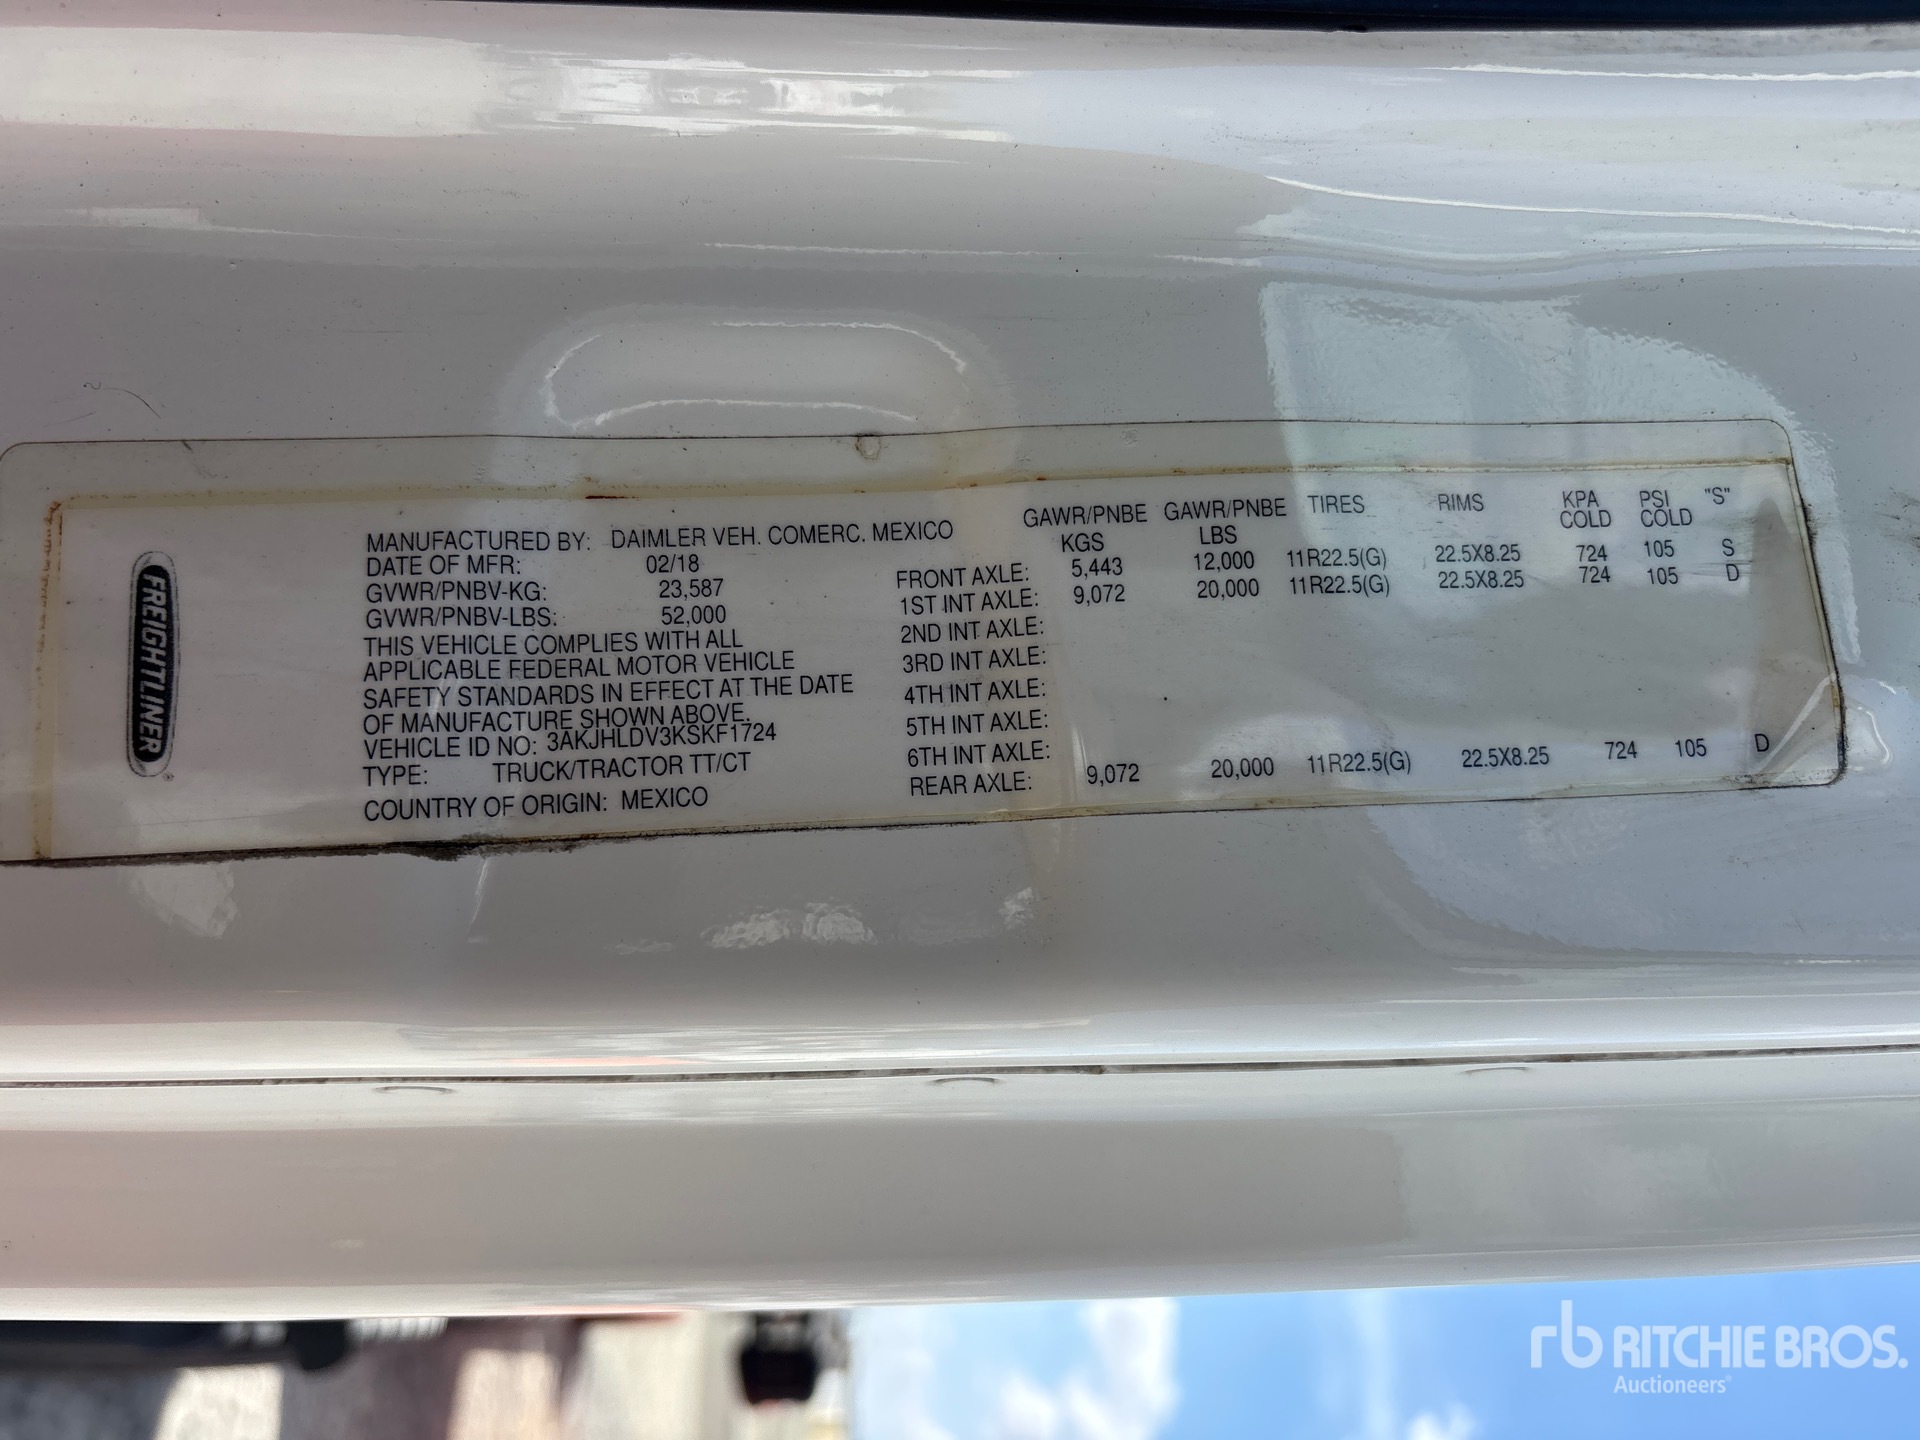 FREIGHTLINER
MANUFACTURED BY: DAIMLER VEH. COMERC. MEXICO
DATE OF MFR: 02/18
GVWR/PNBV-KG: 23,587
GVWR/PNBV-LBS: 52,000
THIS VEHICLE COMPLIES WITH ALL
APPLICABLE FEDERAL MOTOR VEHICLE
SAFETY STANDARDS IN EFFECT AT THE DATE
OF MANUFACTURE SHOWN ABOVE.
VEHICLE ID NO: 3AKJHLDV3KSKF1724
TYPE: TRUCK/TRACTOR TT/CT
COUNTRY OF ORIGIN: MEXICO
GAWR/PNBE GAWR/PNBE TIRES RIMS KPA PSI "S"
KGS LBS COLD COLD
FRONT AXLE: 5,443 12,000 11R22.5(G) 22.5X8.25 724 105 S
1ST INT AXLE: 9,072 20,000 11R22.5(G) 22.5X8.25 724 105 D
2ND INT AXLE:
3RD INT AXLE:
4TH INT AXLE:
5TH INT AXLE:
6TH INT AXLE:
REAR AXLE: 9,072 20,000 11R22.5(G) 22.5X8.25 724 105 D
rb RITCHIE BROS.
Auctioneers